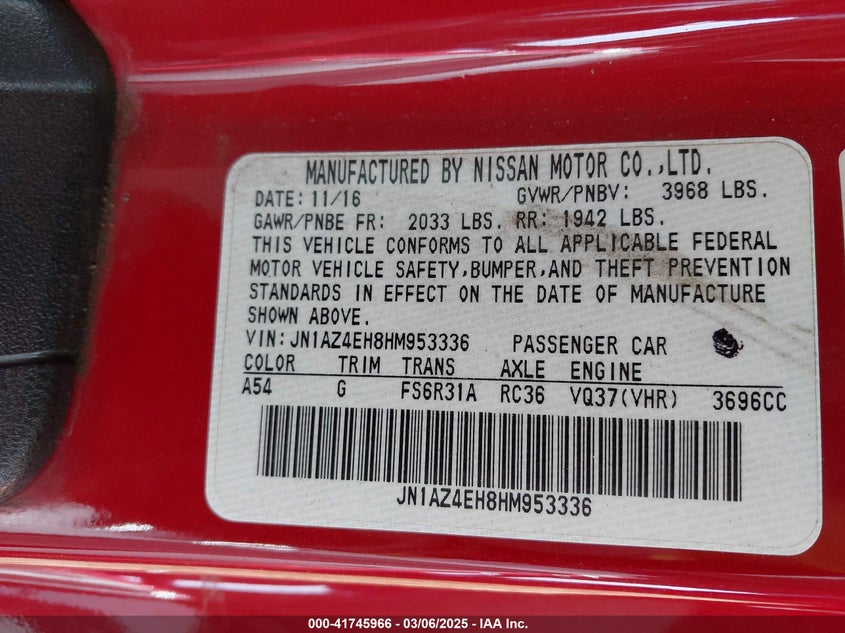 MANUFACTURED BY NISSAN MOTOR CO.,LTD.
DATE: 11/16 GVWR/PNBV: 3968 LBS.
GAWR/PNBE FR: 2033 LBS. RR: 1942 LBS.
THIS VEHICLE CONFORMS TO ALL APPLICABLE FEDERAL
MOTOR VEHICLE SAFETY,BUMPER,AND THEFT PREVENTION
STANDARDS IN EFFECT ON THE DATE OF MANUFACTURE
SHOWN ABOVE.
VIN: JN1AZ4EH8HM953336 PASSENGER CAR
COLOR TRIM TRANS AXLE ENGINE
A54 G FS6R31A RC36 VQ37(VHR) 3696CC
JN1AZ4EH8HM953336
000-41745966 | 03/06/2025 | IAA Inc.